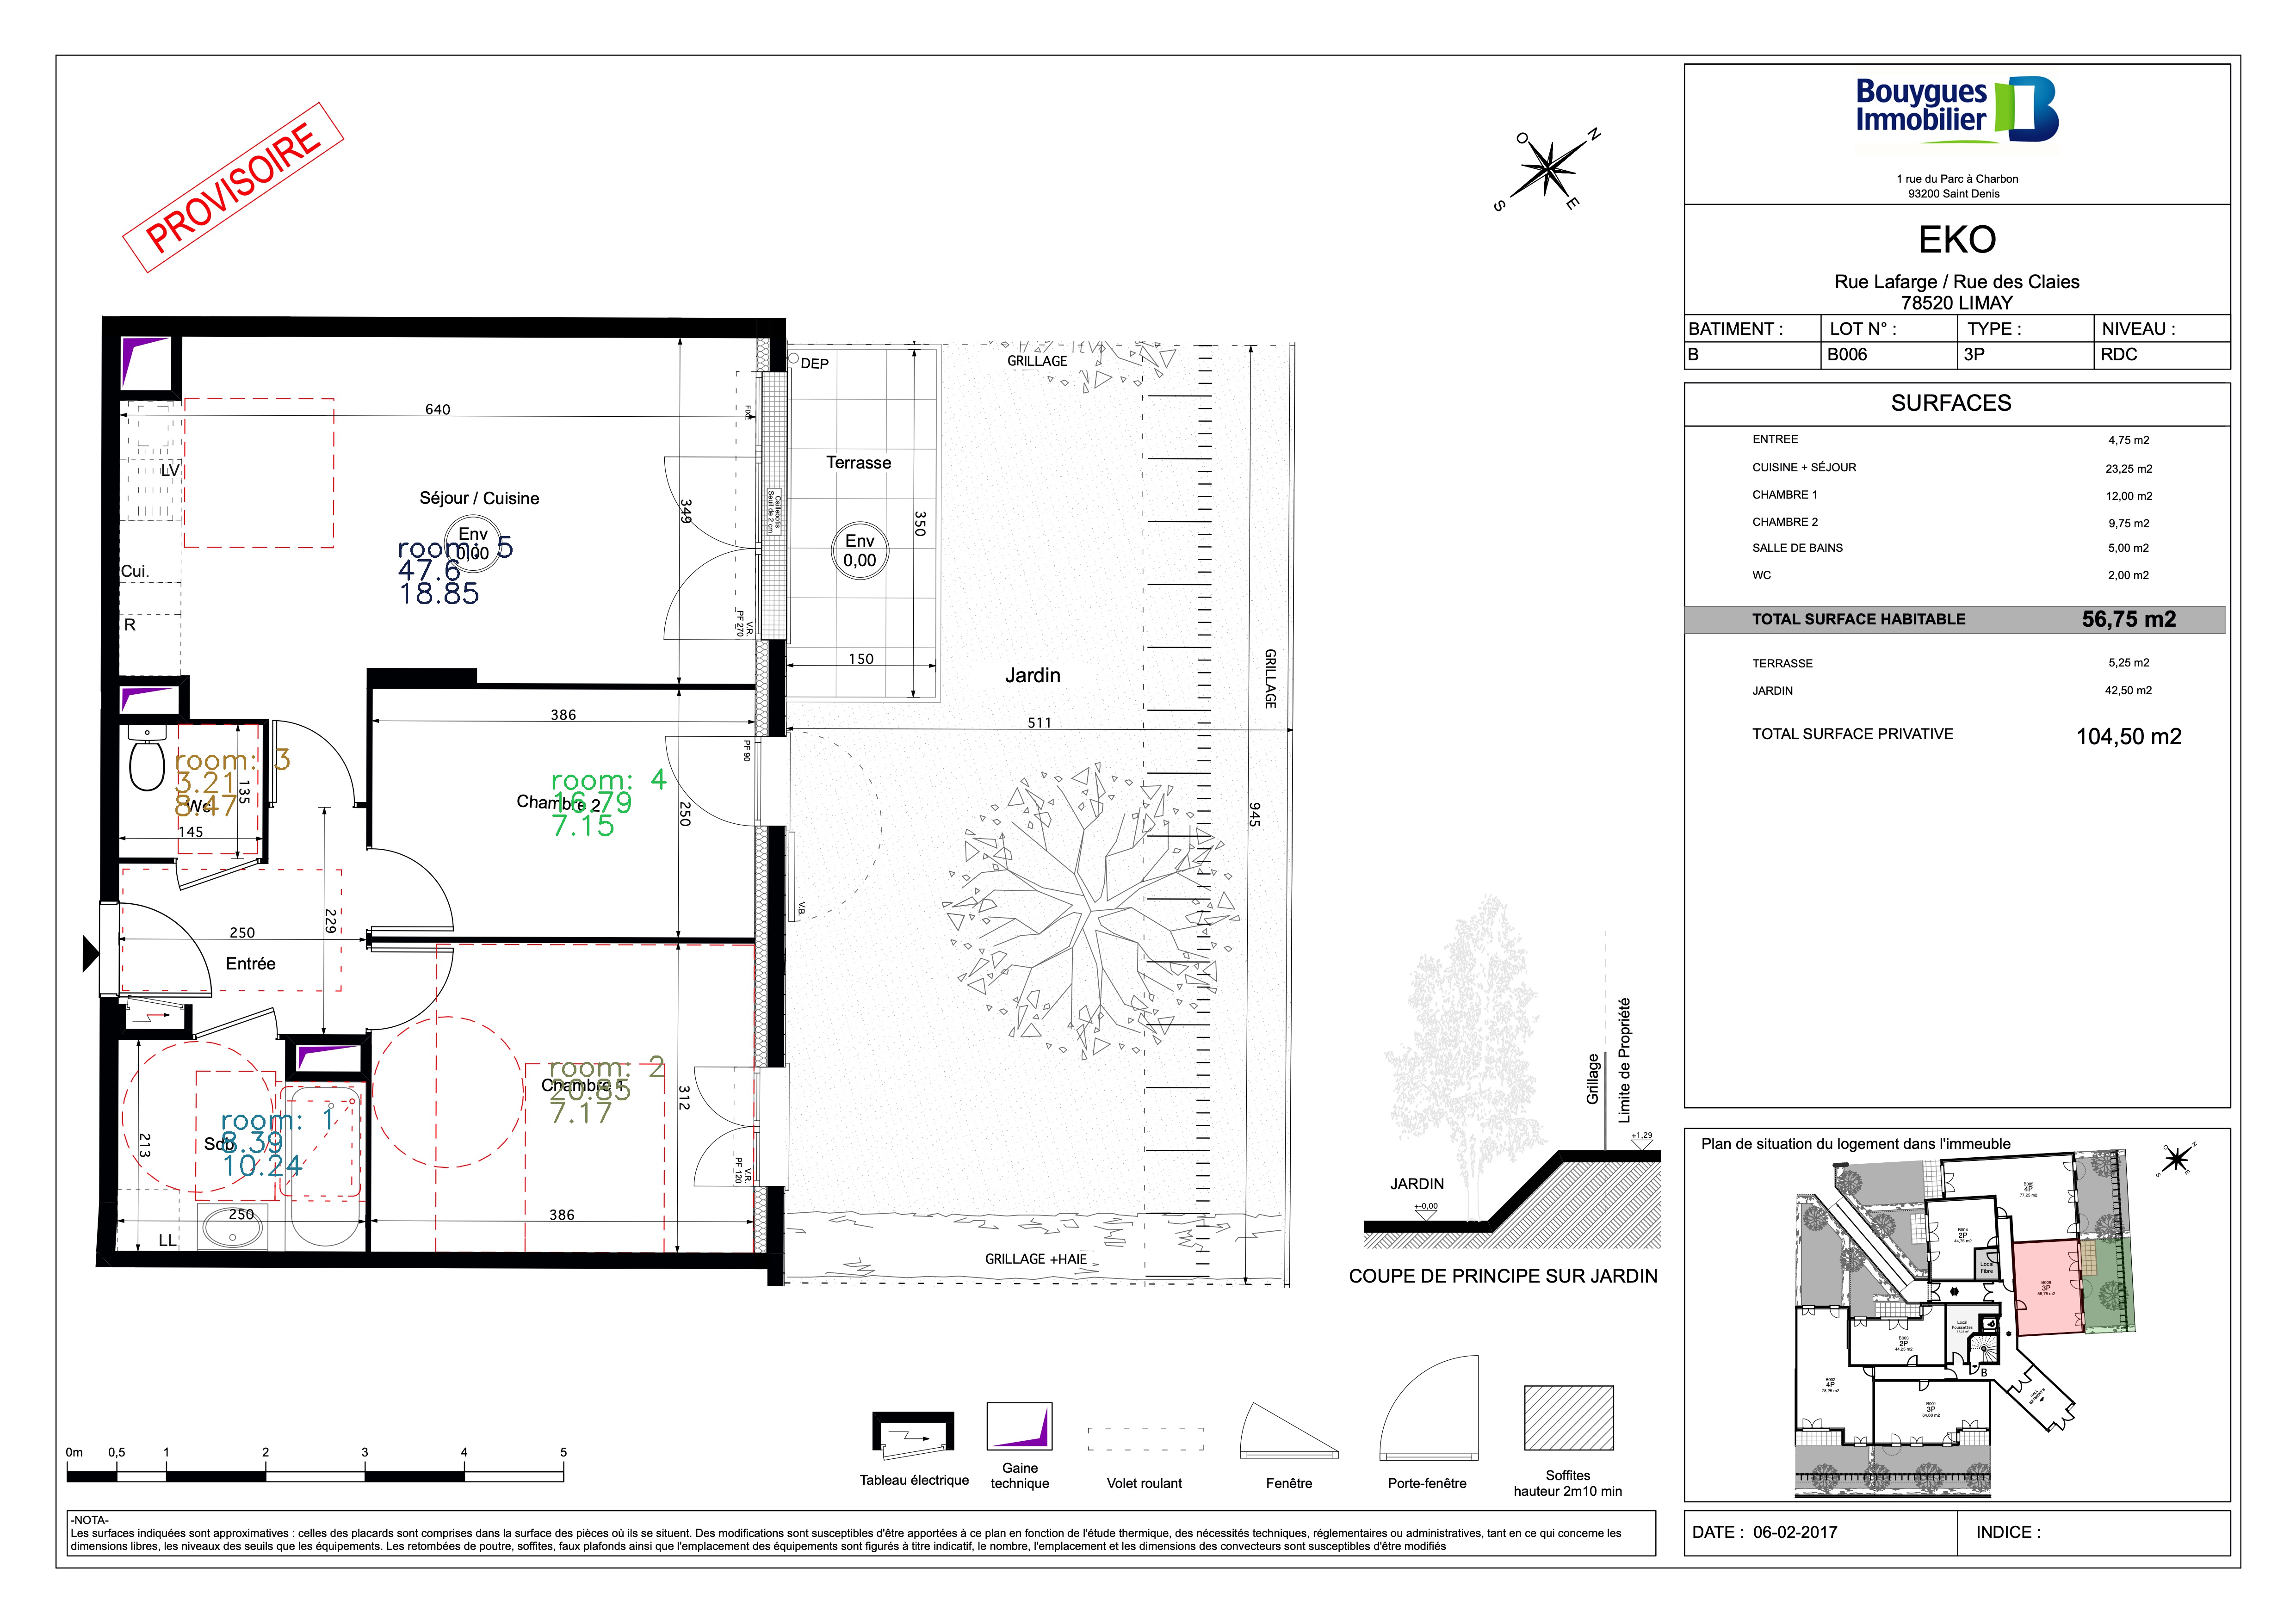 PROVISOIRE
O
N
S
E
Bouygues
Immobilier
1 rue du Parc à Charbon
93200 Saint Denis
EKO
Rue Lafarge / Rue des Claies
78520 LIMAY
BATIMENT :
LOT N° :
TYPE :
NIVEAU :
B
B006
3P
RDC
SURFACES
ENTREE 4,75 m2
CUISINE + SÉJOUR 23,25 m2
CHAMBRE 1 12,00 m2
CHAMBRE 2 9,75 m2
SALLE DE BAINS 5,00 m2
WC 2,00 m2
TOTAL SURFACE HABITABLE 56,75 m2
TERRASSE 5,25 m2
JARDIN 42,50 m2
TOTAL SURFACE PRIVATIVE 104,50 m2
640
LV
Séjour / Cuisine
Env
0,00
room: 5
47.6
18.85
Cui.
R
349
FIXE
V.R.
PF 270
Caillebotis
Seuil de 2 cm
DEP
Terrasse
Env
0,00
350
150
GRILLAGE
Jardin
GRILLAGE
511
945
386
PF 90
room: 4
Chambre 2
16.79
7.15
250
V.B.
room: 3
3.21
Wc
8.47
135
145
229
250
Entrée
room: 2
Chambre 1
20.85
7.17
312
V.R.
PF 120
386
room: 1
Sdb
8.39
10.24
213
250
LL
GRILLAGE +HAIE
Grillage
Limite de Propriété
+1,29
JARDIN
+-0,00
COUPE DE PRINCIPE SUR JARDIN
Plan de situation du logement dans l'immeuble
O
N
S
E
B005
4P
77,25 m2
B004
2P
44,75 m2
Local
Fibre
B006
3P
56,75 m2
Local
Poussettes
B003
2P
44,25 m2
B002
4P
78,25 m2
B
B001
3P
64,00 m2
0m 0,5 1 2 3 4 5
Tableau électrique
Gaine
technique
Volet roulant
Fenêtre
Porte-fenêtre
Soffites
hauteur 2m10 min
-NOTA-
Les surfaces indiquées sont approximatives : celles des placards sont comprises dans la surface des pièces où ils se situent. Des modifications sont susceptibles d'être apportées à ce plan en fonction de l'étude thermique, des nécessités techniques, réglementaires ou administratives, tant en ce qui concerne les
dimensions libres, les niveaux des seuils que les équipements. Les retombées de poutre, soffites, faux plafonds ainsi que l'emplacement des équipements sont figurés à titre indicatif, le nombre, l'emplacement et les dimensions des convecteurs sont susceptibles d'être modifiés
DATE : 06-02-2017
INDICE :